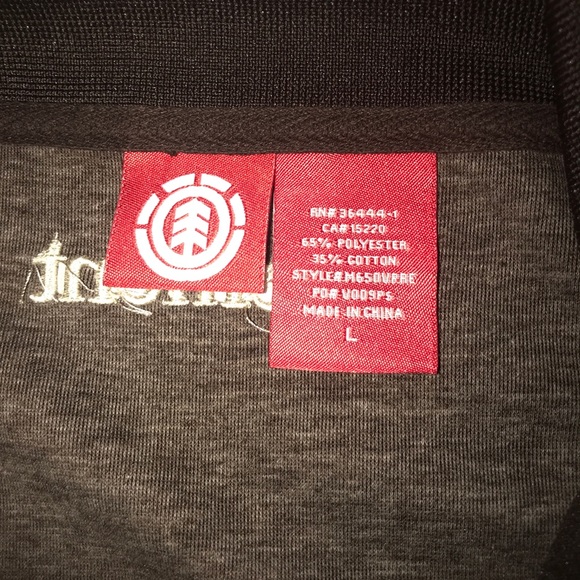 RN# 36444-1
CA# 15220
65% POLYESTER
35% COTTON
STYLE#:M650VPRE
PO# V009PS
MADE IN CHINA
L